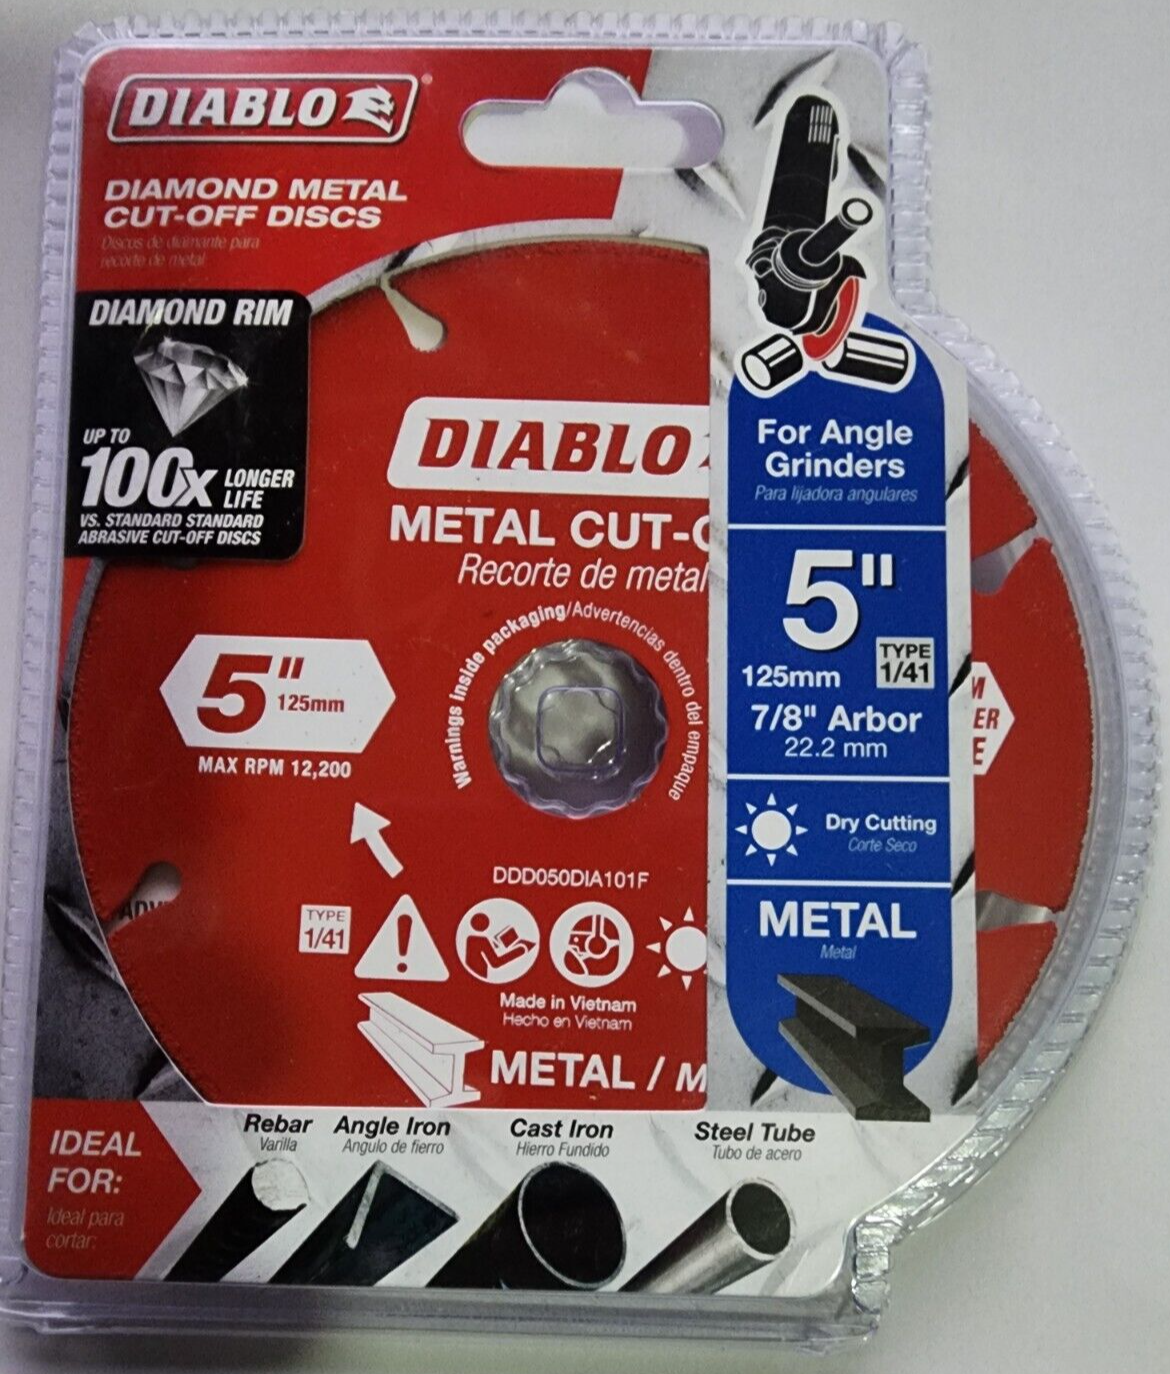 DIABLO
DIAMOND METAL
CUT-OFF DISCS
Discos de diamante para
recorte de metal
DIAMOND RIM
UP TO
100x LONGER
LIFE
VS. STANDARD STANDARD
ABRASIVE CUT-OFF DISCS
DIABLO
METAL CUT-
Recorte de metal
Warnings inside packaging/Advertencias dentro del empaque
5" 125mm
MAX RPM 12,200
DDD050DIA101F
TYPE
1/41
Made in Vietnam
Hecho en Vietnam
METAL / M
ADV
For Angle
Grinders
Para lijadora angulares
5"
125mm
TYPE
1/41
7/8" Arbor
22.2 mm
Dry Cutting
Corte Seco
METAL
Metal
M
ER
E
IDEAL
FOR:
Ideal para
cortar:
Rebar
Varilla
Angle Iron
Angulo de fierro
Cast Iron
Hierro Fundido
Steel Tube
Tubo de acero